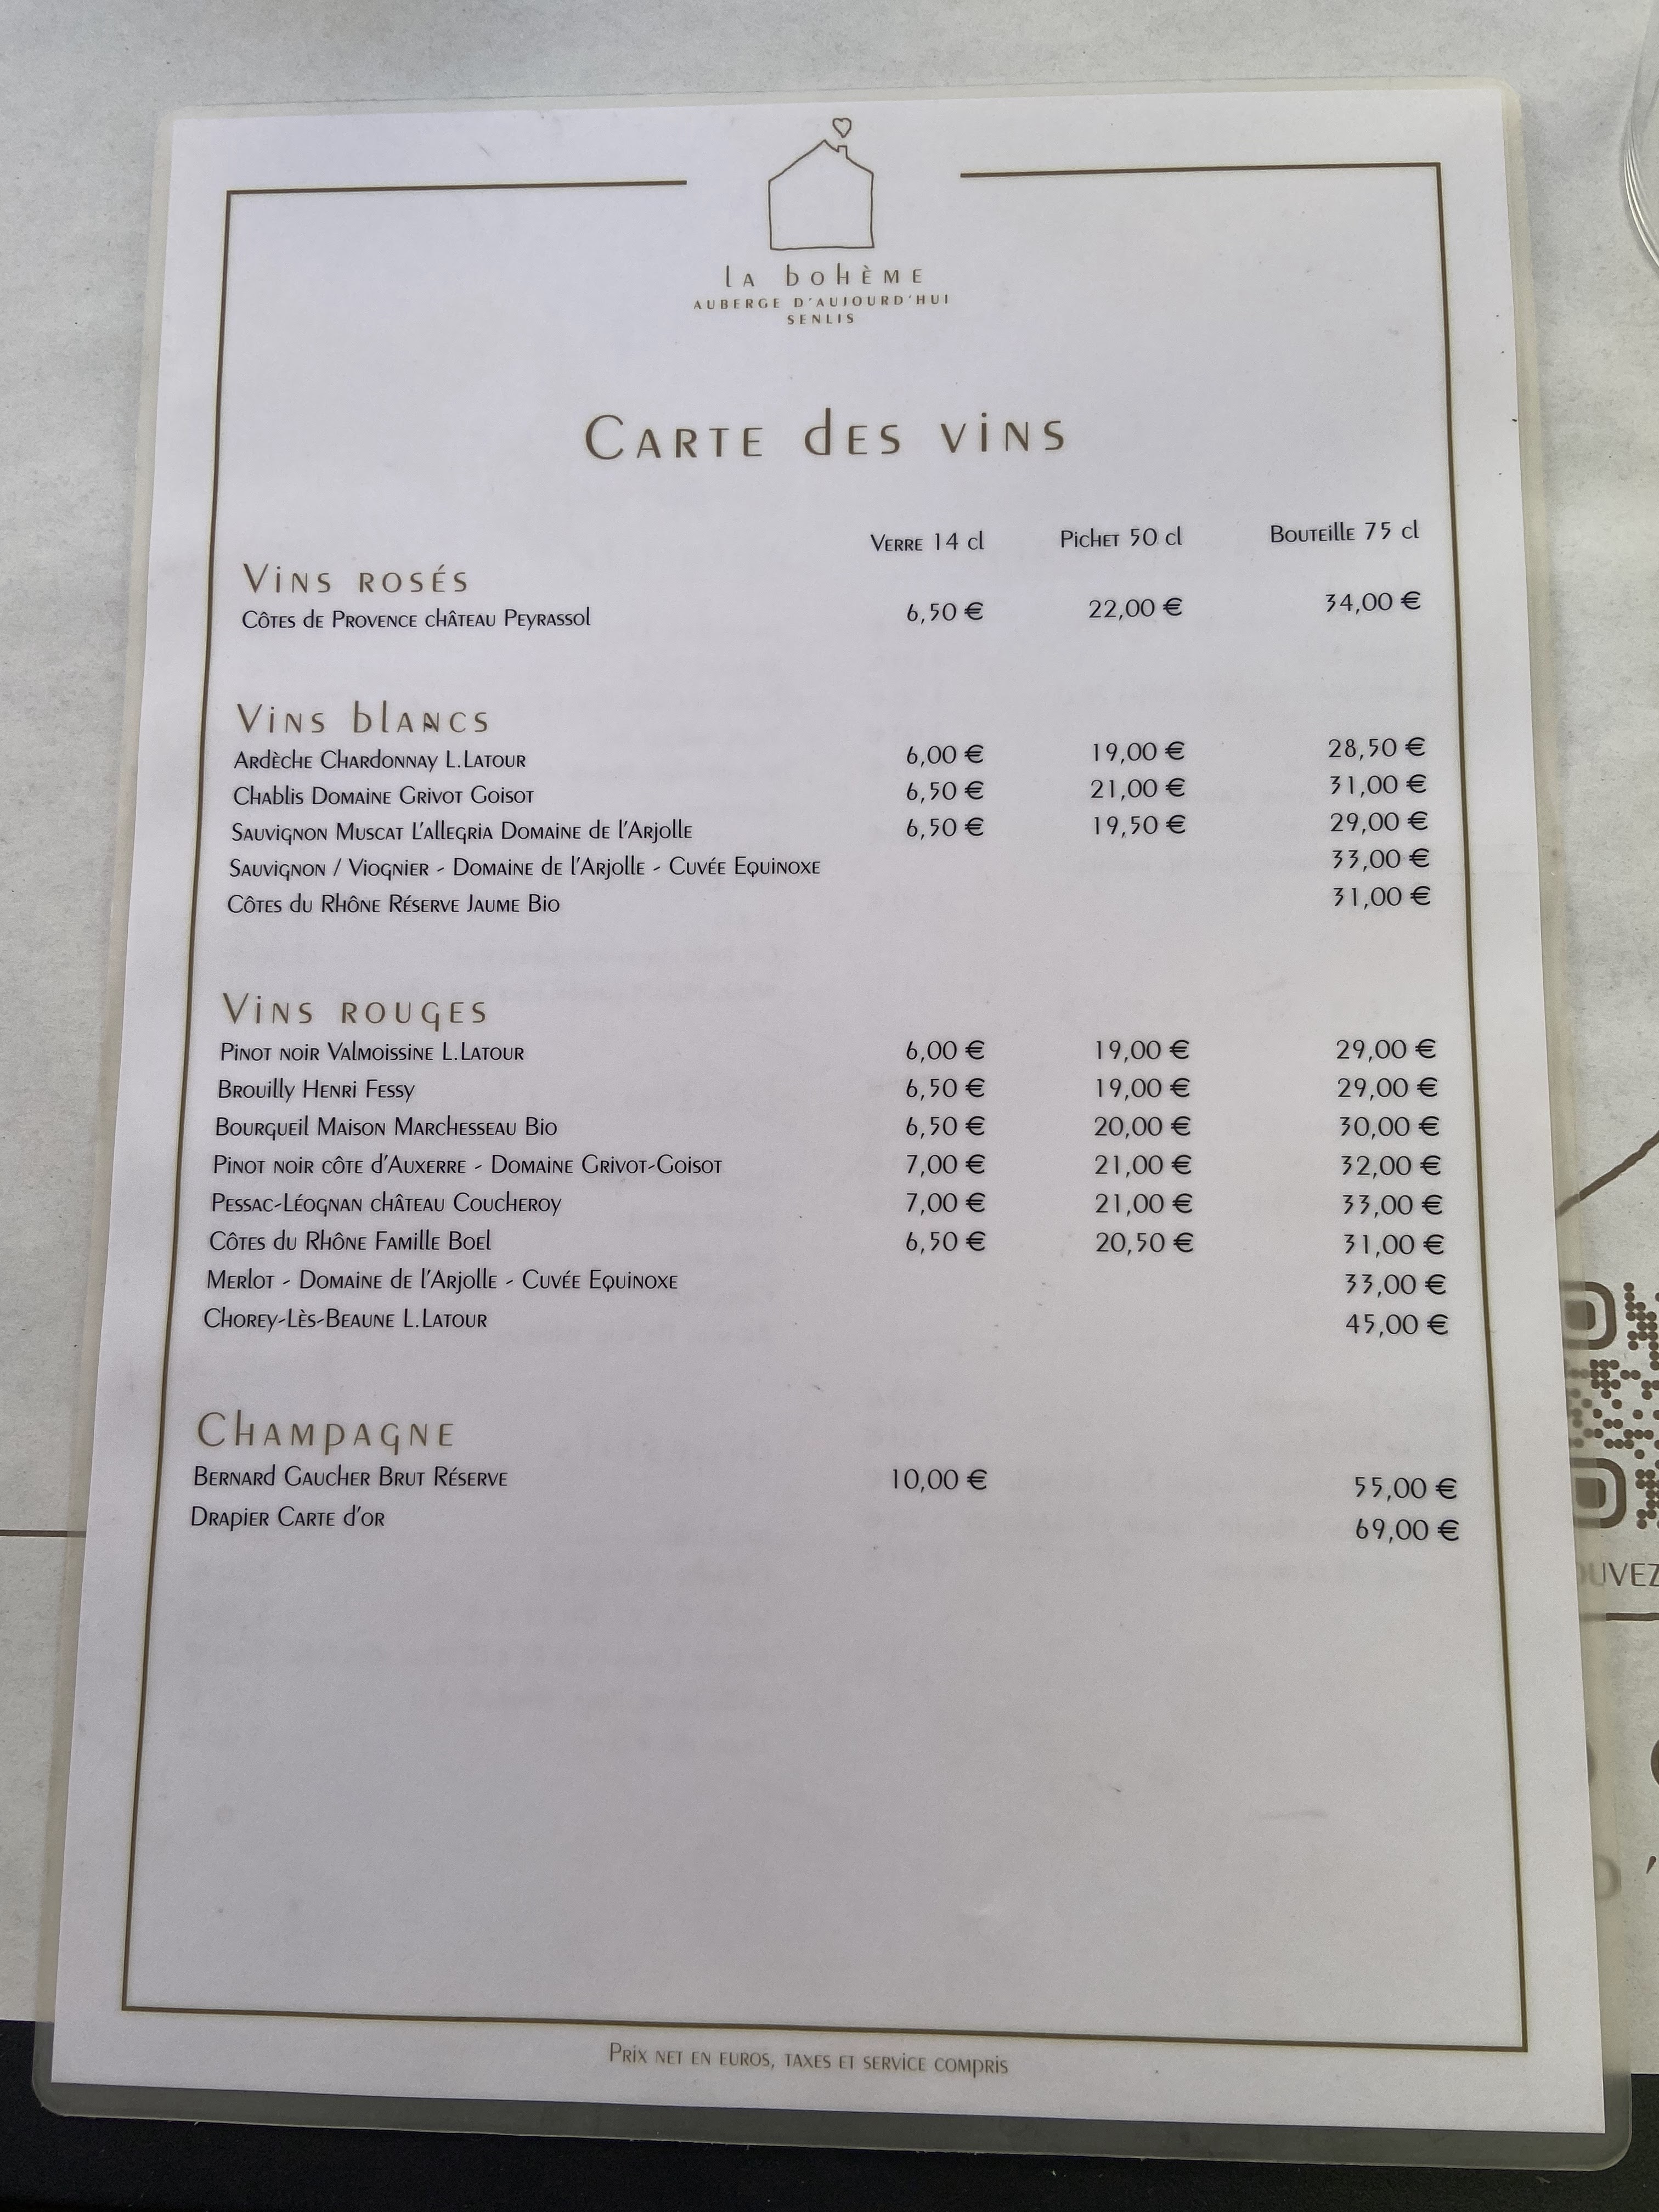 la bohème
AUBERGE D'AUJOURD'HUI
SENLIS
Carte des vins
Verre 14 cl Pichet 50 cl Bouteille 75 cl
Vins rosés
Côtes de Provence château Peyrassol 6,50 € 22,00 € 34,00 €
Vins blancs
Ardèche Chardonnay L.Latour 6,00 € 19,00 € 28,50 €
Chablis Domaine Grivot Goisot 6,50 € 21,00 € 31,00 €
Sauvignon Muscat L'allegria Domaine de l'Arjolle 6,50 € 19,50 € 29,00 €
Sauvignon / Viognier - Domaine de l'Arjolle - Cuvée Equinoxe 33,00 €
Côtes du Rhône Réserve Jaume Bio 31,00 €
Vins rouges
Pinot noir Valmoissine L.Latour 6,00 € 19,00 € 29,00 €
Brouilly Henri Fessy 6,50 € 19,00 € 29,00 €
Bourgueil Maison Marchesseau Bio 6,50 € 20,00 € 30,00 €
Pinot noir côte d'Auxerre - Domaine Grivot-Goisot 7,00 € 21,00 € 32,00 €
Pessac-Léognan château Coucheroy 7,00 € 21,00 € 33,00 €
Côtes du Rhône Famille Boel 6,50 € 20,50 € 31,00 €
Merlot - Domaine de l'Arjolle - Cuvée Equinoxe 33,00 €
Chorey-Lès-Beaune L.Latour 45,00 €
Champagne
Bernard Gaucher Brut Réserve 10,00 € 55,00 €
Drapier Carte d'or 69,00 €
Prix net en euros, taxes et service compris